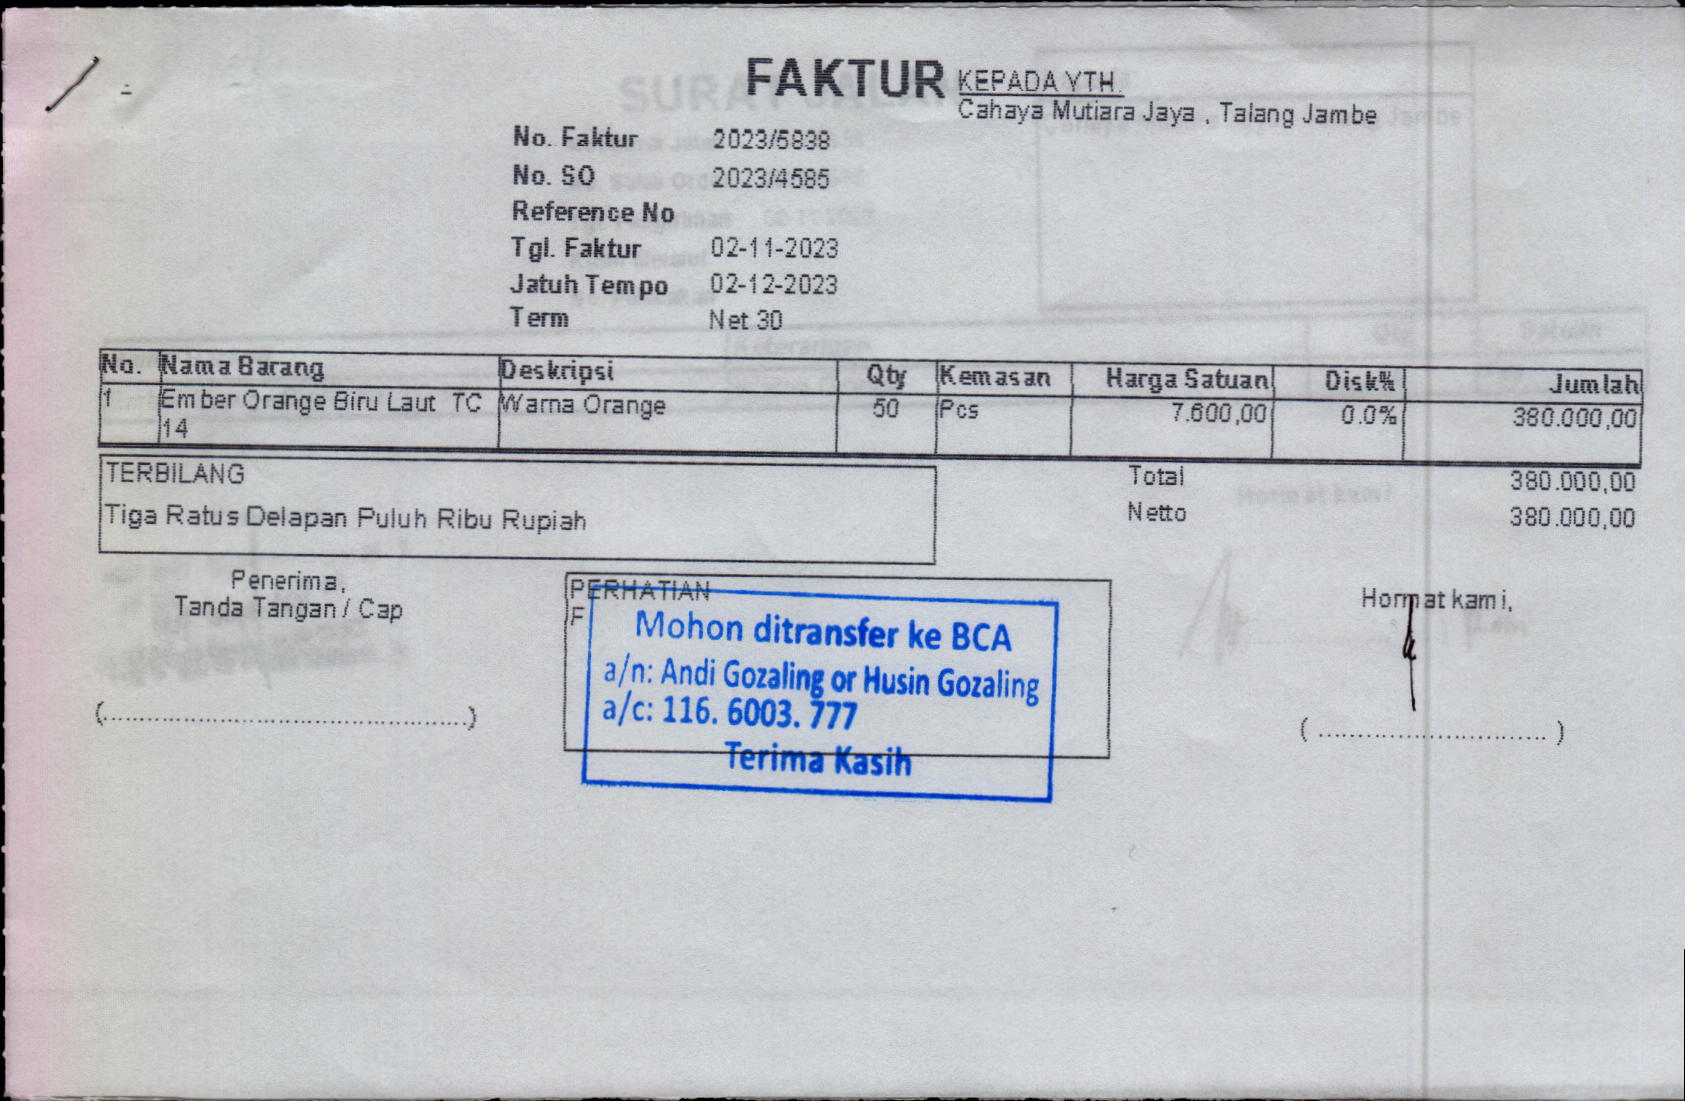 FAKTUR
KEPADA YTH.
Cahaya Mutiara Jaya , Talang Jambe
No. Faktur 2023/5838
No. SO 2023/4585
Reference No
Tgl. Faktur 02-11-2023
Jatuh Tempo 02-12-2023
Term Net 30
No. Nama Barang Deskripsi Qty Kemasan Harga Satuan Disk% Jumlah
1 Ember Orange Biru Laut TC Warna Orange 50 Pcs 7.600,00 0.0% 380.000,00
14
TERBILANG
Tiga Ratus Delapan Puluh Ribu Rupiah
Total 380.000,00
Netto 380.000,00
Penerima,
Tanda Tangan / Cap
(............................................)
PERHATIAN
F
Mohon ditransfer ke BCA
a/n: Andi Gozaling or Husin Gozaling
a/c: 116. 6003. 777
Terima Kasih
Hormat kami,
( ............................ )